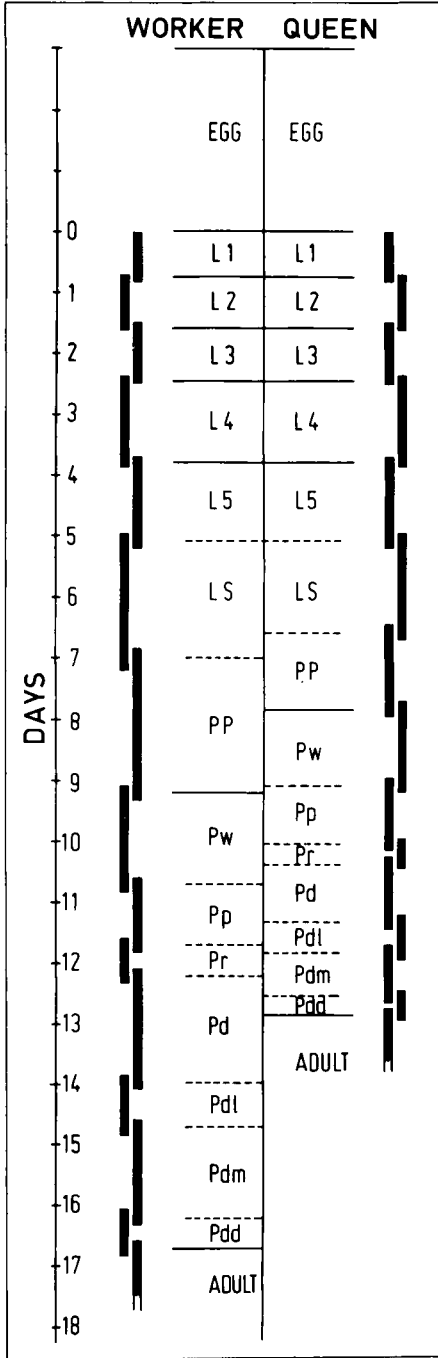 WORKER QUEEN
EGG EGG
0
L1 L1
1
L2 L2
2
L3 L3
3
L4 L4
4
L5 L5
5
6
LS LS
7
PP
8
PP
Pw
9
Pp
10
Pw
Pr
Pd
11
Pp
Pdl
12
Pr
Pdm
Pdd
13
Pd
ADULT
14
Pdl
15
Pdm
16
Pdd
17
ADULT
18
DAYS